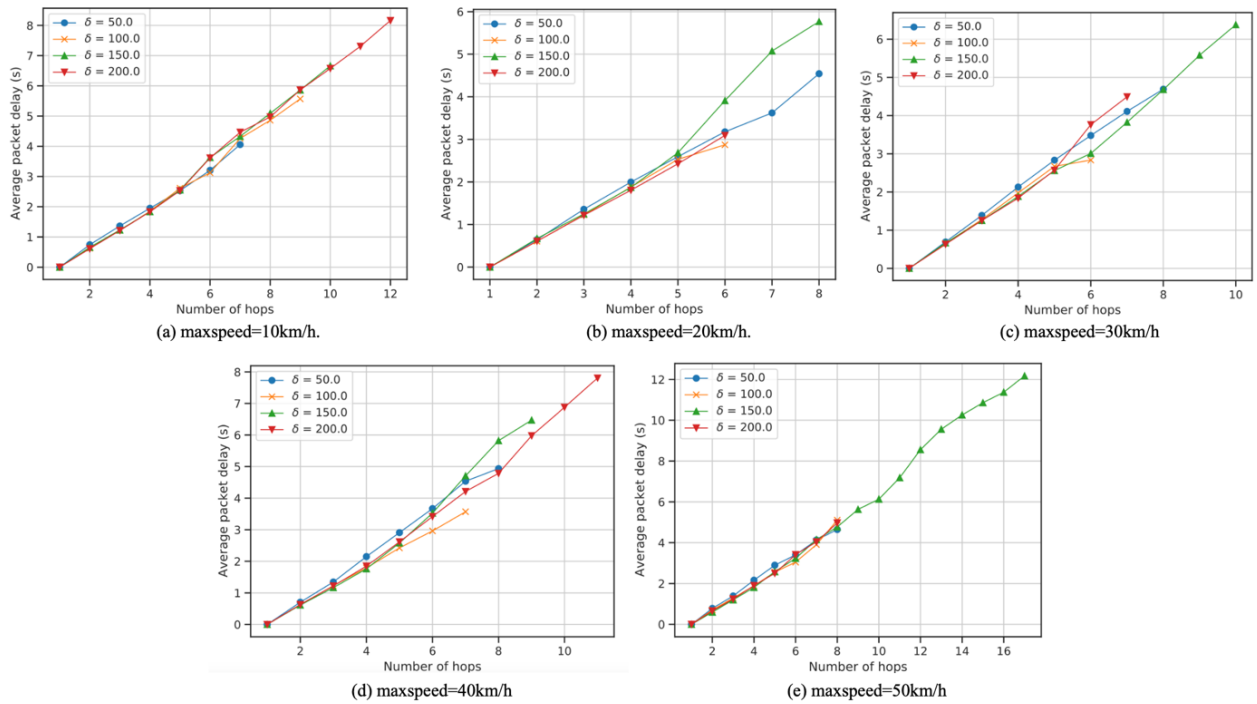 δ = 50.0
δ = 100.0
δ = 150.0
δ = 200.0
Average packet delay (s)
8
7
6
5
4
3
2
1
0
2 4 6 8 10 12
Number of hops
(a) maxspeed=10km/h.
δ = 50.0
δ = 100.0
δ = 150.0
δ = 200.0
Average packet delay (s)
6
5
4
3
2
1
0
1 2 3 4 5 6 7 8
Number of hops
(b) maxspeed=20km/h.
δ = 50.0
δ = 100.0
δ = 150.0
δ = 200.0
Average packet delay (s)
6
5
4
3
2
1
0
2 4 6 8 10
Number of hops
(c) maxspeed=30km/h
δ = 50.0
δ = 100.0
δ = 150.0
δ = 200.0
Average packet delay (s)
8
7
6
5
4
3
2
1
0
2 4 6 8 10
Number of hops
(d) maxspeed=40km/h
δ = 50.0
δ = 100.0
δ = 150.0
δ = 200.0
Average packet delay (s)
12
10
8
6
4
2
0
2 4 6 8 10 12 14 16
Number of hops
(e) maxspeed=50km/h